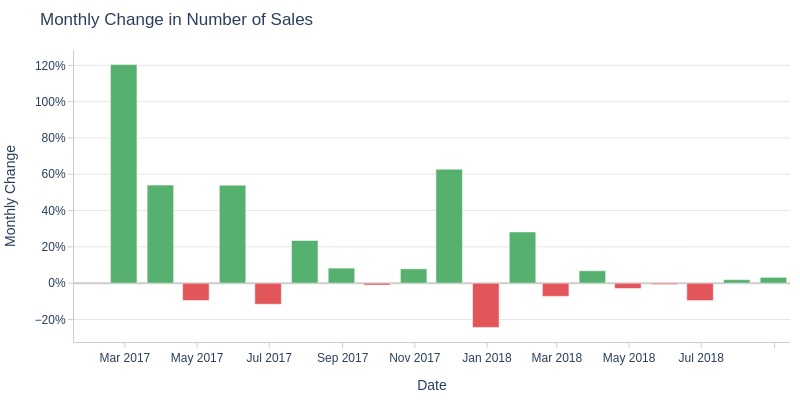 Monthly Change in Number of Sales
Monthly Change
120%
100%
80%
60%
40%
20%
0%
−20%
Mar 2017 May 2017 Jul 2017 Sep 2017 Nov 2017 Jan 2018 Mar 2018 May 2018 Jul 2018
Date